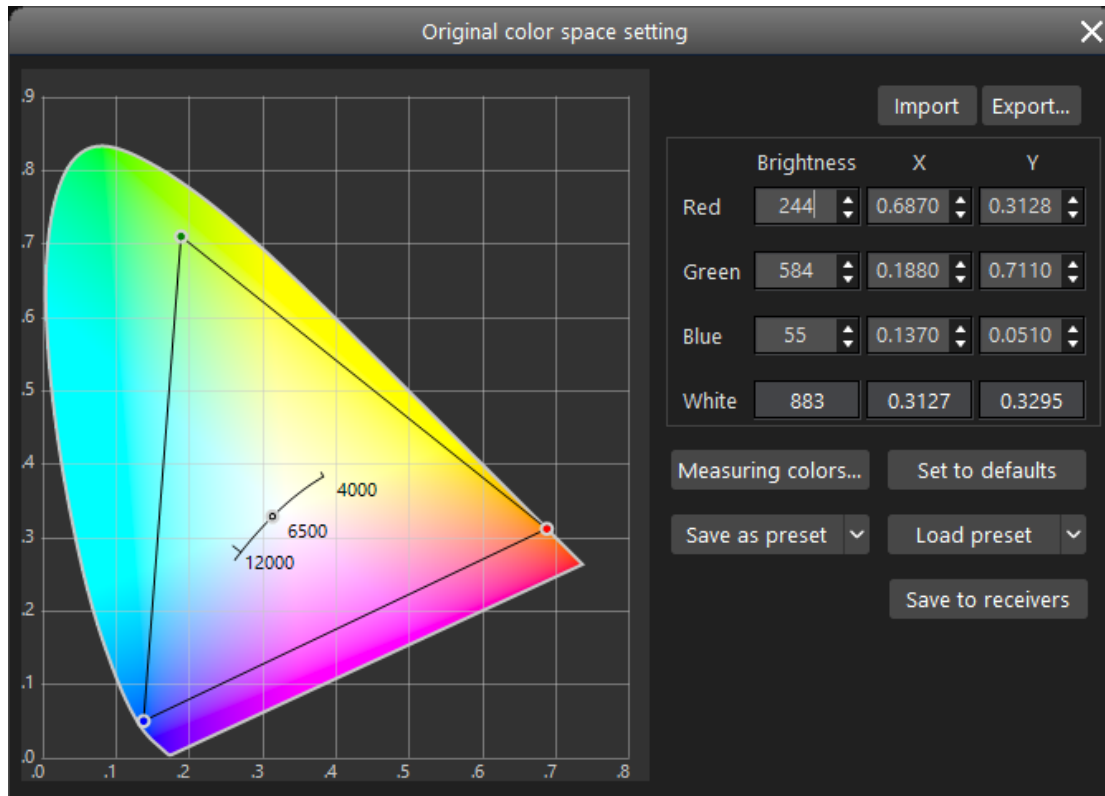 Original color space setting
Import Export...
Brightness X Y
Red 244 0.6870 0.3128
Green 584 0.1880 0.7110
Blue 55 0.1370 0.0510
White 883 0.3127 0.3295
Measuring colors... Set to defaults
Save as preset Load preset
Save to receivers
.9
.8
.7
.6
.5
.4
.3
.2
.1
.0
.0 .1 .2 .3 .4 .5 .6 .7 .8
4000
6500
12000